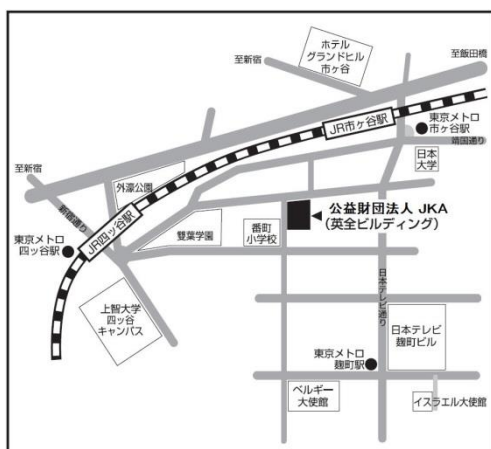 ホテル
グランドヒル
市ヶ谷
至新宿
至飯田橋
JR市ヶ谷駅
東京メトロ
市ヶ谷駅
靖国通り
日本
大学
至新宿
外濠公園
新宿通り
JR四ツ谷駅
東京メトロ
四ツ谷駅
雙葉学園
番町
小学校
公益財団法人 JKA
(英全ビルディング)
上智大学
四ッ谷
キャンパス
日本テレビ通り
日本テレビ
麹町ビル
東京メトロ
麹町駅
ベルギー
大使館
イスラエル大使館